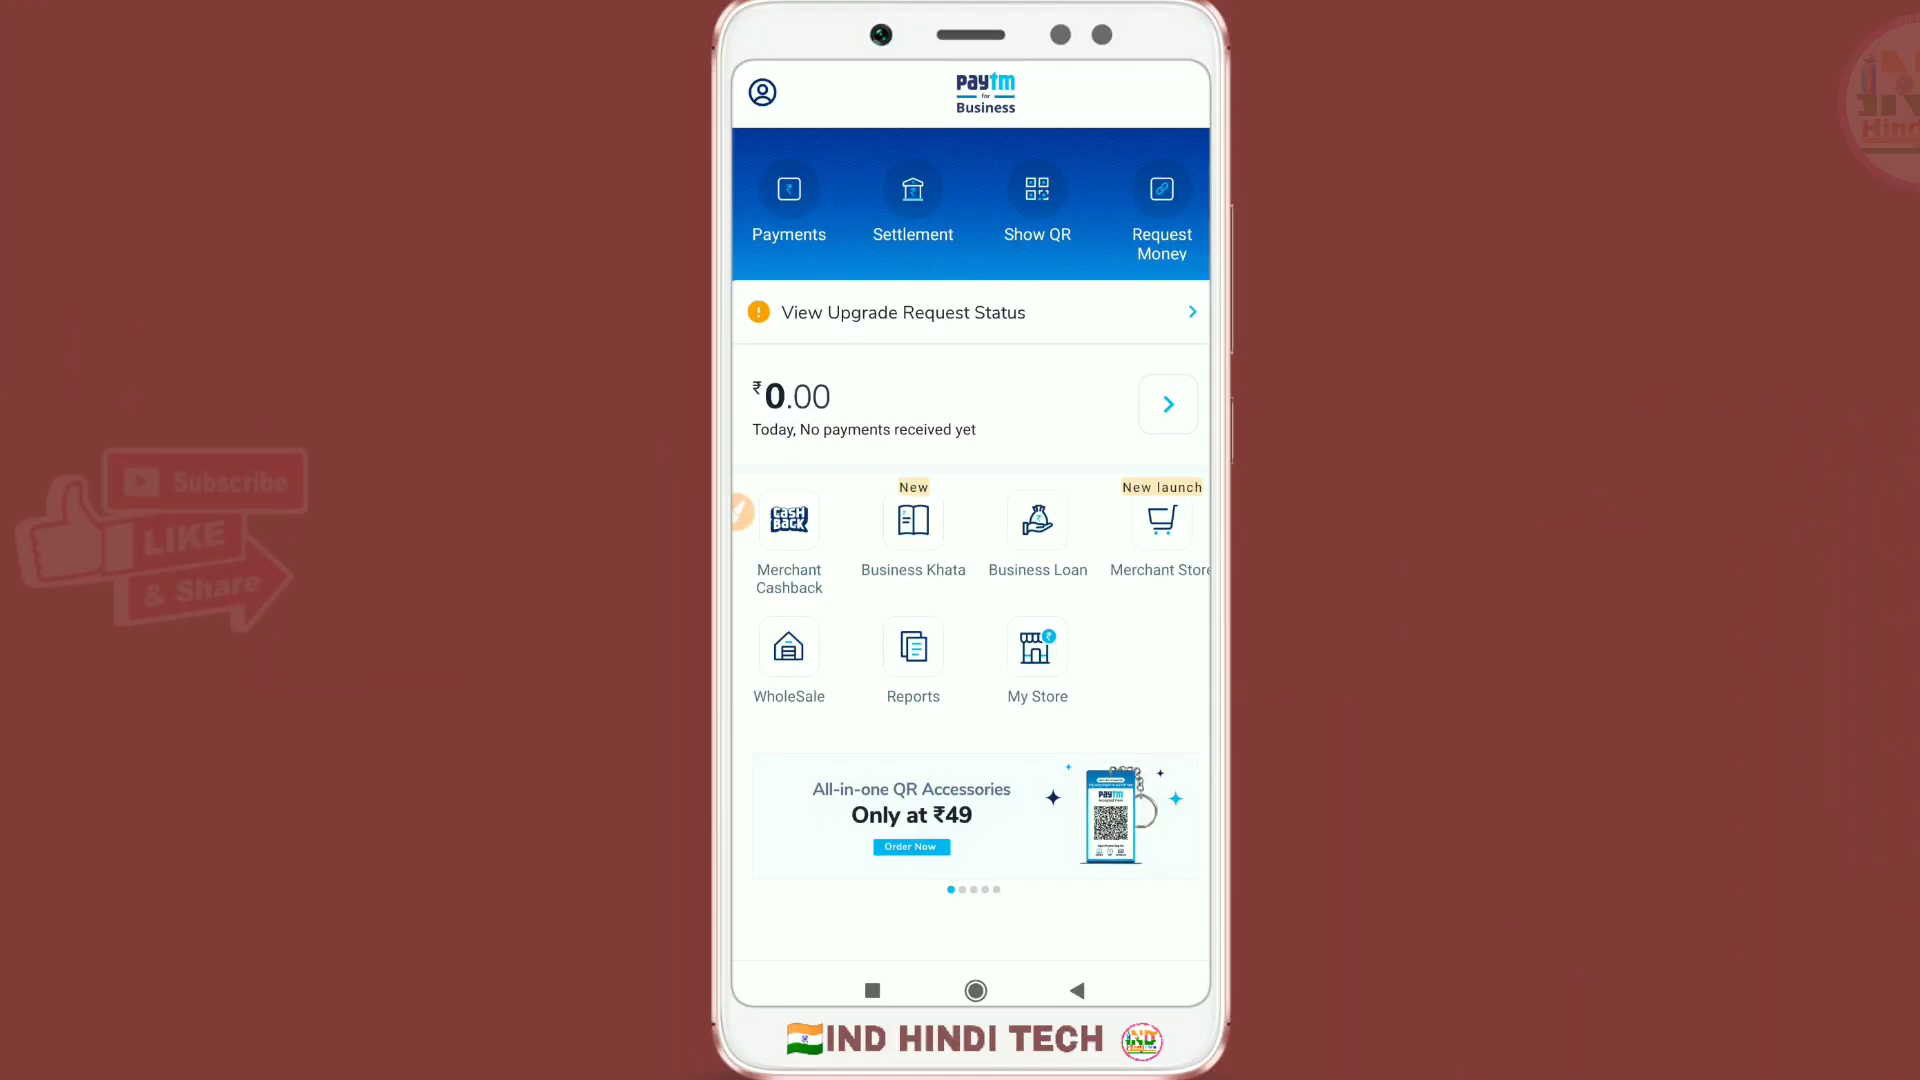 paytm
for
Business
Payments
Settlement
Show QR
Request
Money
View Upgrade Request Status
₹0.00
Today, No payments received yet
New
New launch
CASH
BACK
Merchant
Cashback
Business Khata
Business Loan
Merchant Store
WholeSale
Reports
My Store
All-in-one QR Accessories
Only at ₹49
Order Now
paytm
Subscribe
LIKE
& Share
IND HINDI TECH
Hind